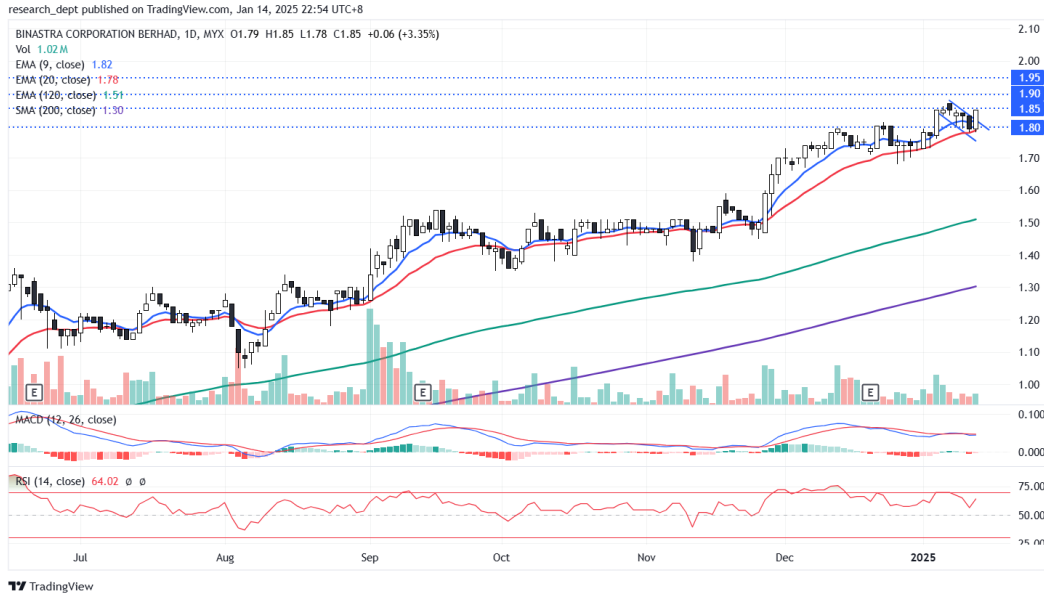 research_dept published on TradingView.com, Jan 14, 2025 22:54 UTC+8
BINASTRA CORPORATION BERHAD, 1D, MYX O1.79 H1.85 L1.78 C1.85 +0.06 (+3.35%)
Vol 1.02 M
EMA (9, close) 1.82
EMA (20, close) 1.78
EMA (120, close) 1.51
SMA (200, close) 1.30
2.10
2.00
1.95
1.90
1.85
1.80
1.70
1.60
1.50
1.40
1.30
1.20
1.10
1.00
E E E
MACD (12, 26, close)
0.100
0.000
RSI (14, close) 64.02 ø ø
75.00
50.00
25.00
Jul Aug Sep Oct Nov Dec 2025
TradingView